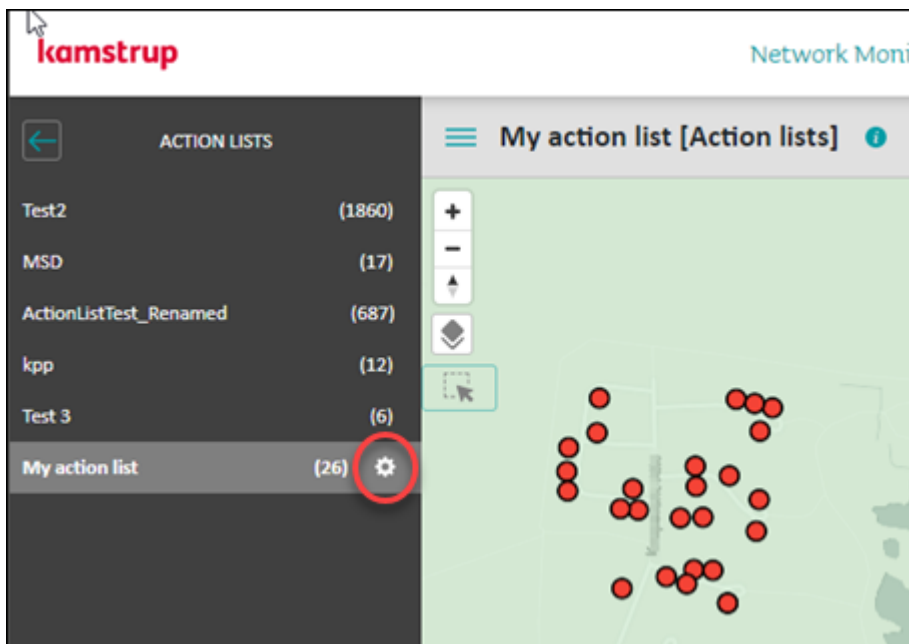 kamstrup
Network Moni
ACTION LISTS
My action list [Action lists] i
Test2 (1860)
MSD (17)
ActionListTest_Renamed (687)
kpp (12)
Test 3 (6)
My action list (26)
+
−